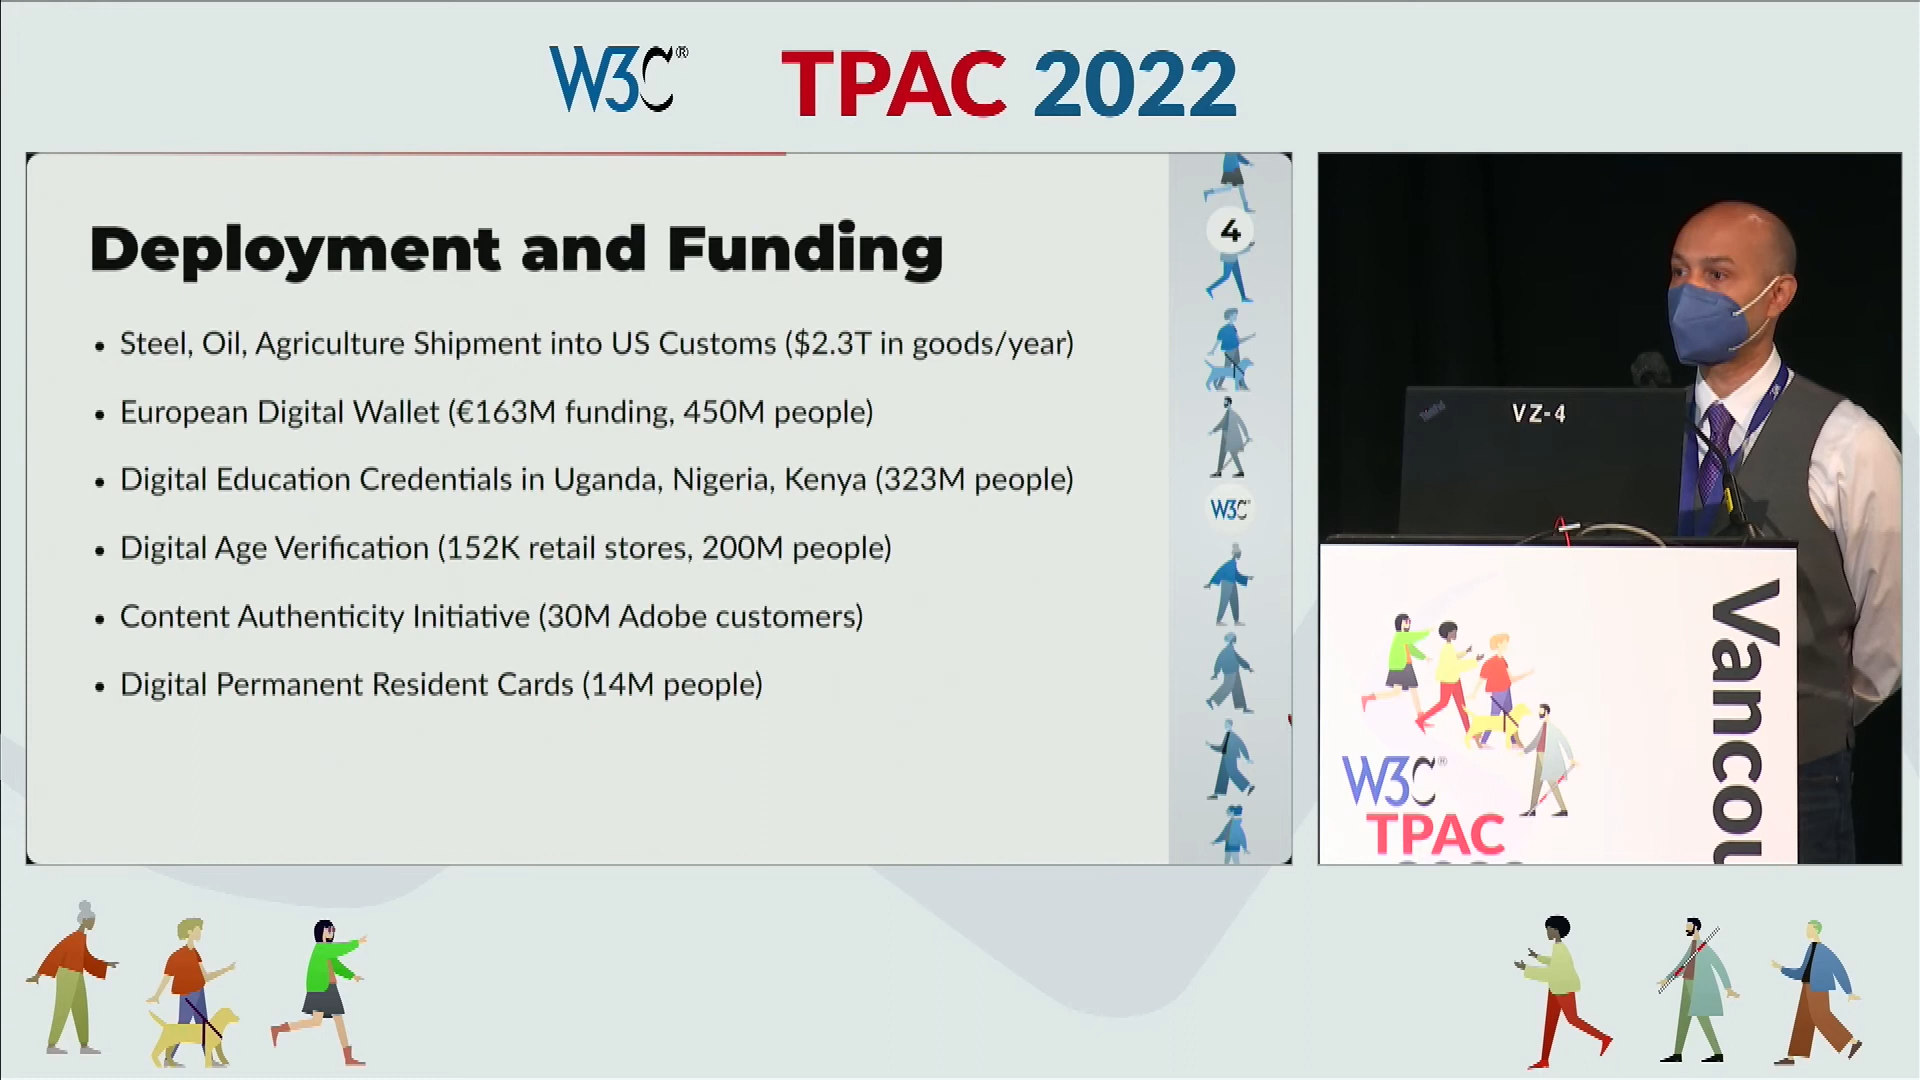 W3C®
TPAC 2022
Deployment and Funding
4
• Steel, Oil, Agriculture Shipment into US Customs ($2.3T in goods/year)
• European Digital Wallet (€163M funding, 450M people)
• Digital Education Credentials in Uganda, Nigeria, Kenya (323M people)
• Digital Age Verification (152K retail stores, 200M people)
• Content Authenticity Initiative (30M Adobe customers)
• Digital Permanent Resident Cards (14M people)
W3C
ThinkPad
VZ-4
W3C®
TPAC
Vancou